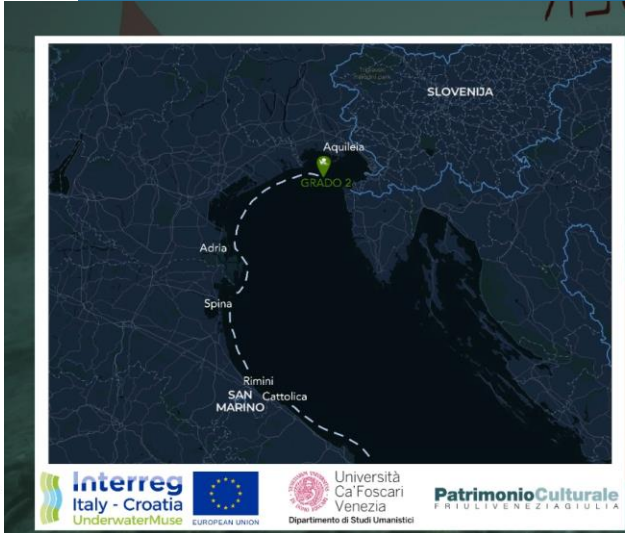 SLOVENIJA
Aquileia
GRADO 2
Adria
Spina
Rimini
SAN
MARINO
Cattolica
Interreg
Italy - Croatia
UnderwaterMuse
EUROPEAN UNION
Università
Ca'Foscari
Venezia
Dipartimento di Studi Umanistici
PatrimonioCulturale
FRIULIVENEZIAGIULIA